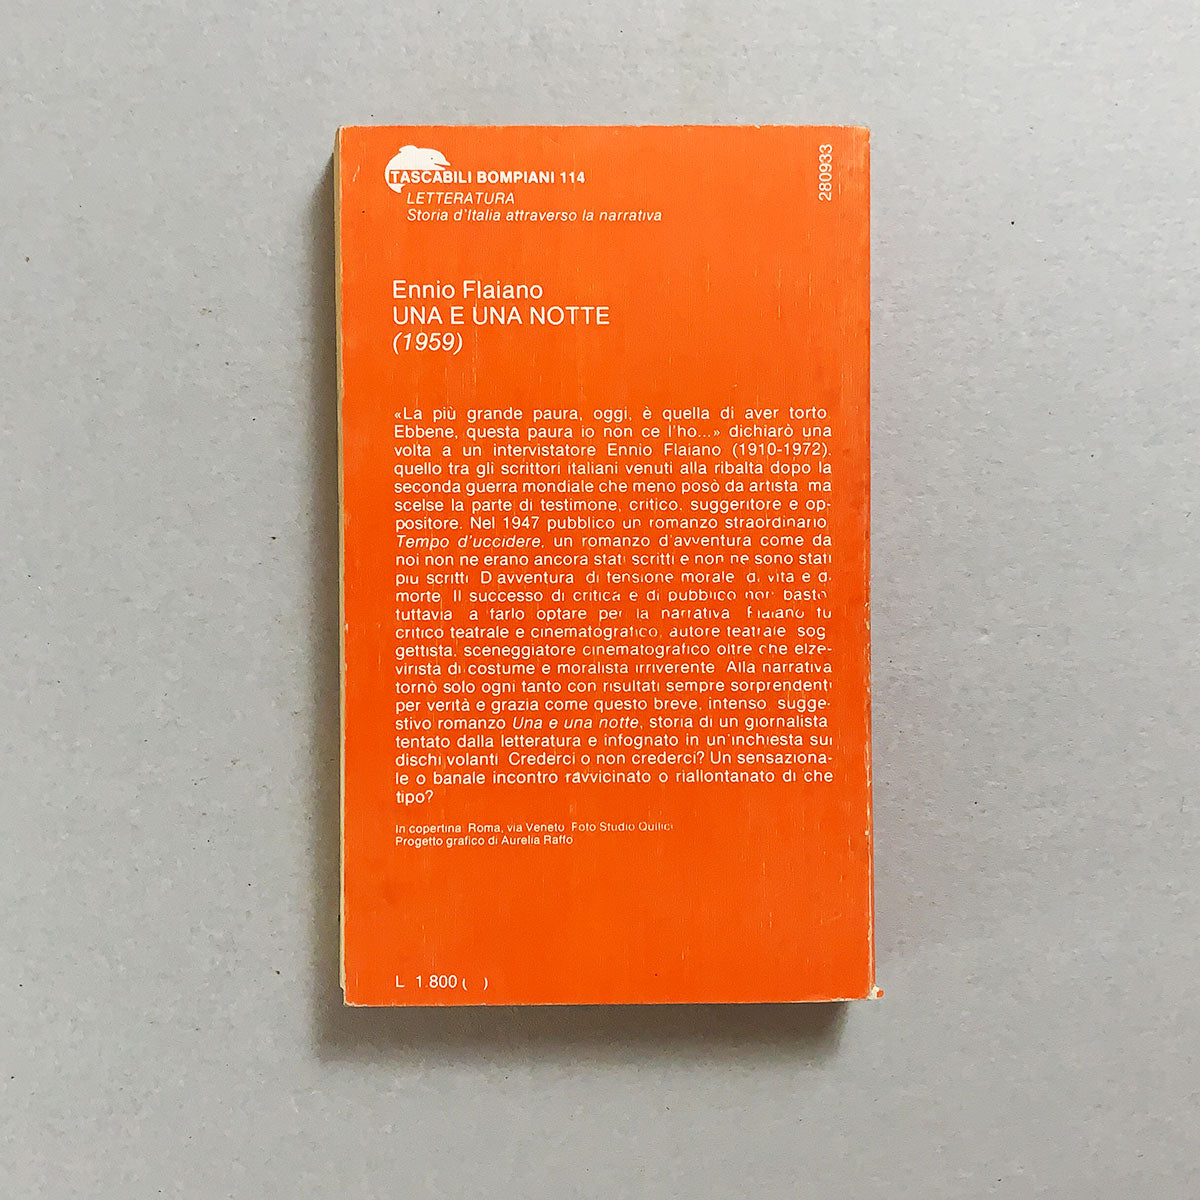 TASCABILI BOMPIANI 114
LETTERATURA
Storia d'Italia attraverso la narrativa
280933
Ennio Flaiano
UNA E UNA NOTTE
(1959)
«La più grande paura, oggi, è quella di aver torto.
Ebbene, questa paura io non ce l'ho...» dichiarò una
volta a un intervistatore Ennio Flaiano (1910-1972),
quello tra gli scrittori italiani venuti alla ribalta dopo la
seconda guerra mondiale che meno posò da artista, ma
scelse la parte di testimone, critico, suggeritore e op-
positore. Nel 1947 pubblicò un romanzo straordinario,
Tempo d'uccidere, un romanzo d'avventura come da
noi non ne erano ancora stati scritti e non ne sono stati
più scritti. D'avventura, di tensione morale, di vita e di
morte. Il successo di critica e di pubblico non bastò,
tuttavia, a farlo optare per la narrativa. Flaiano fu
critico teatrale e cinematografico, autore teatrale, sog-
gettista, sceneggiatore cinematografico oltre che elze-
virista di costume e moralista irriverente. Alla narrativa
tornò solo ogni tanto con risultati sempre sorprendenti
per verità e grazia come questo breve, intenso, sugge-
stivo romanzo Una e una notte, storia di un giornalista
tentato dalla letteratura e infognato in un'inchiesta sui
dischi volanti. Crederci o non crederci? Un sensaziona-
le o banale incontro ravvicinato o riallontanato di che
tipo?
In copertina: Roma, via Veneto. Foto Studio Quilici
Progetto grafico di Aurelia Raffo
L. 1.800 ( )